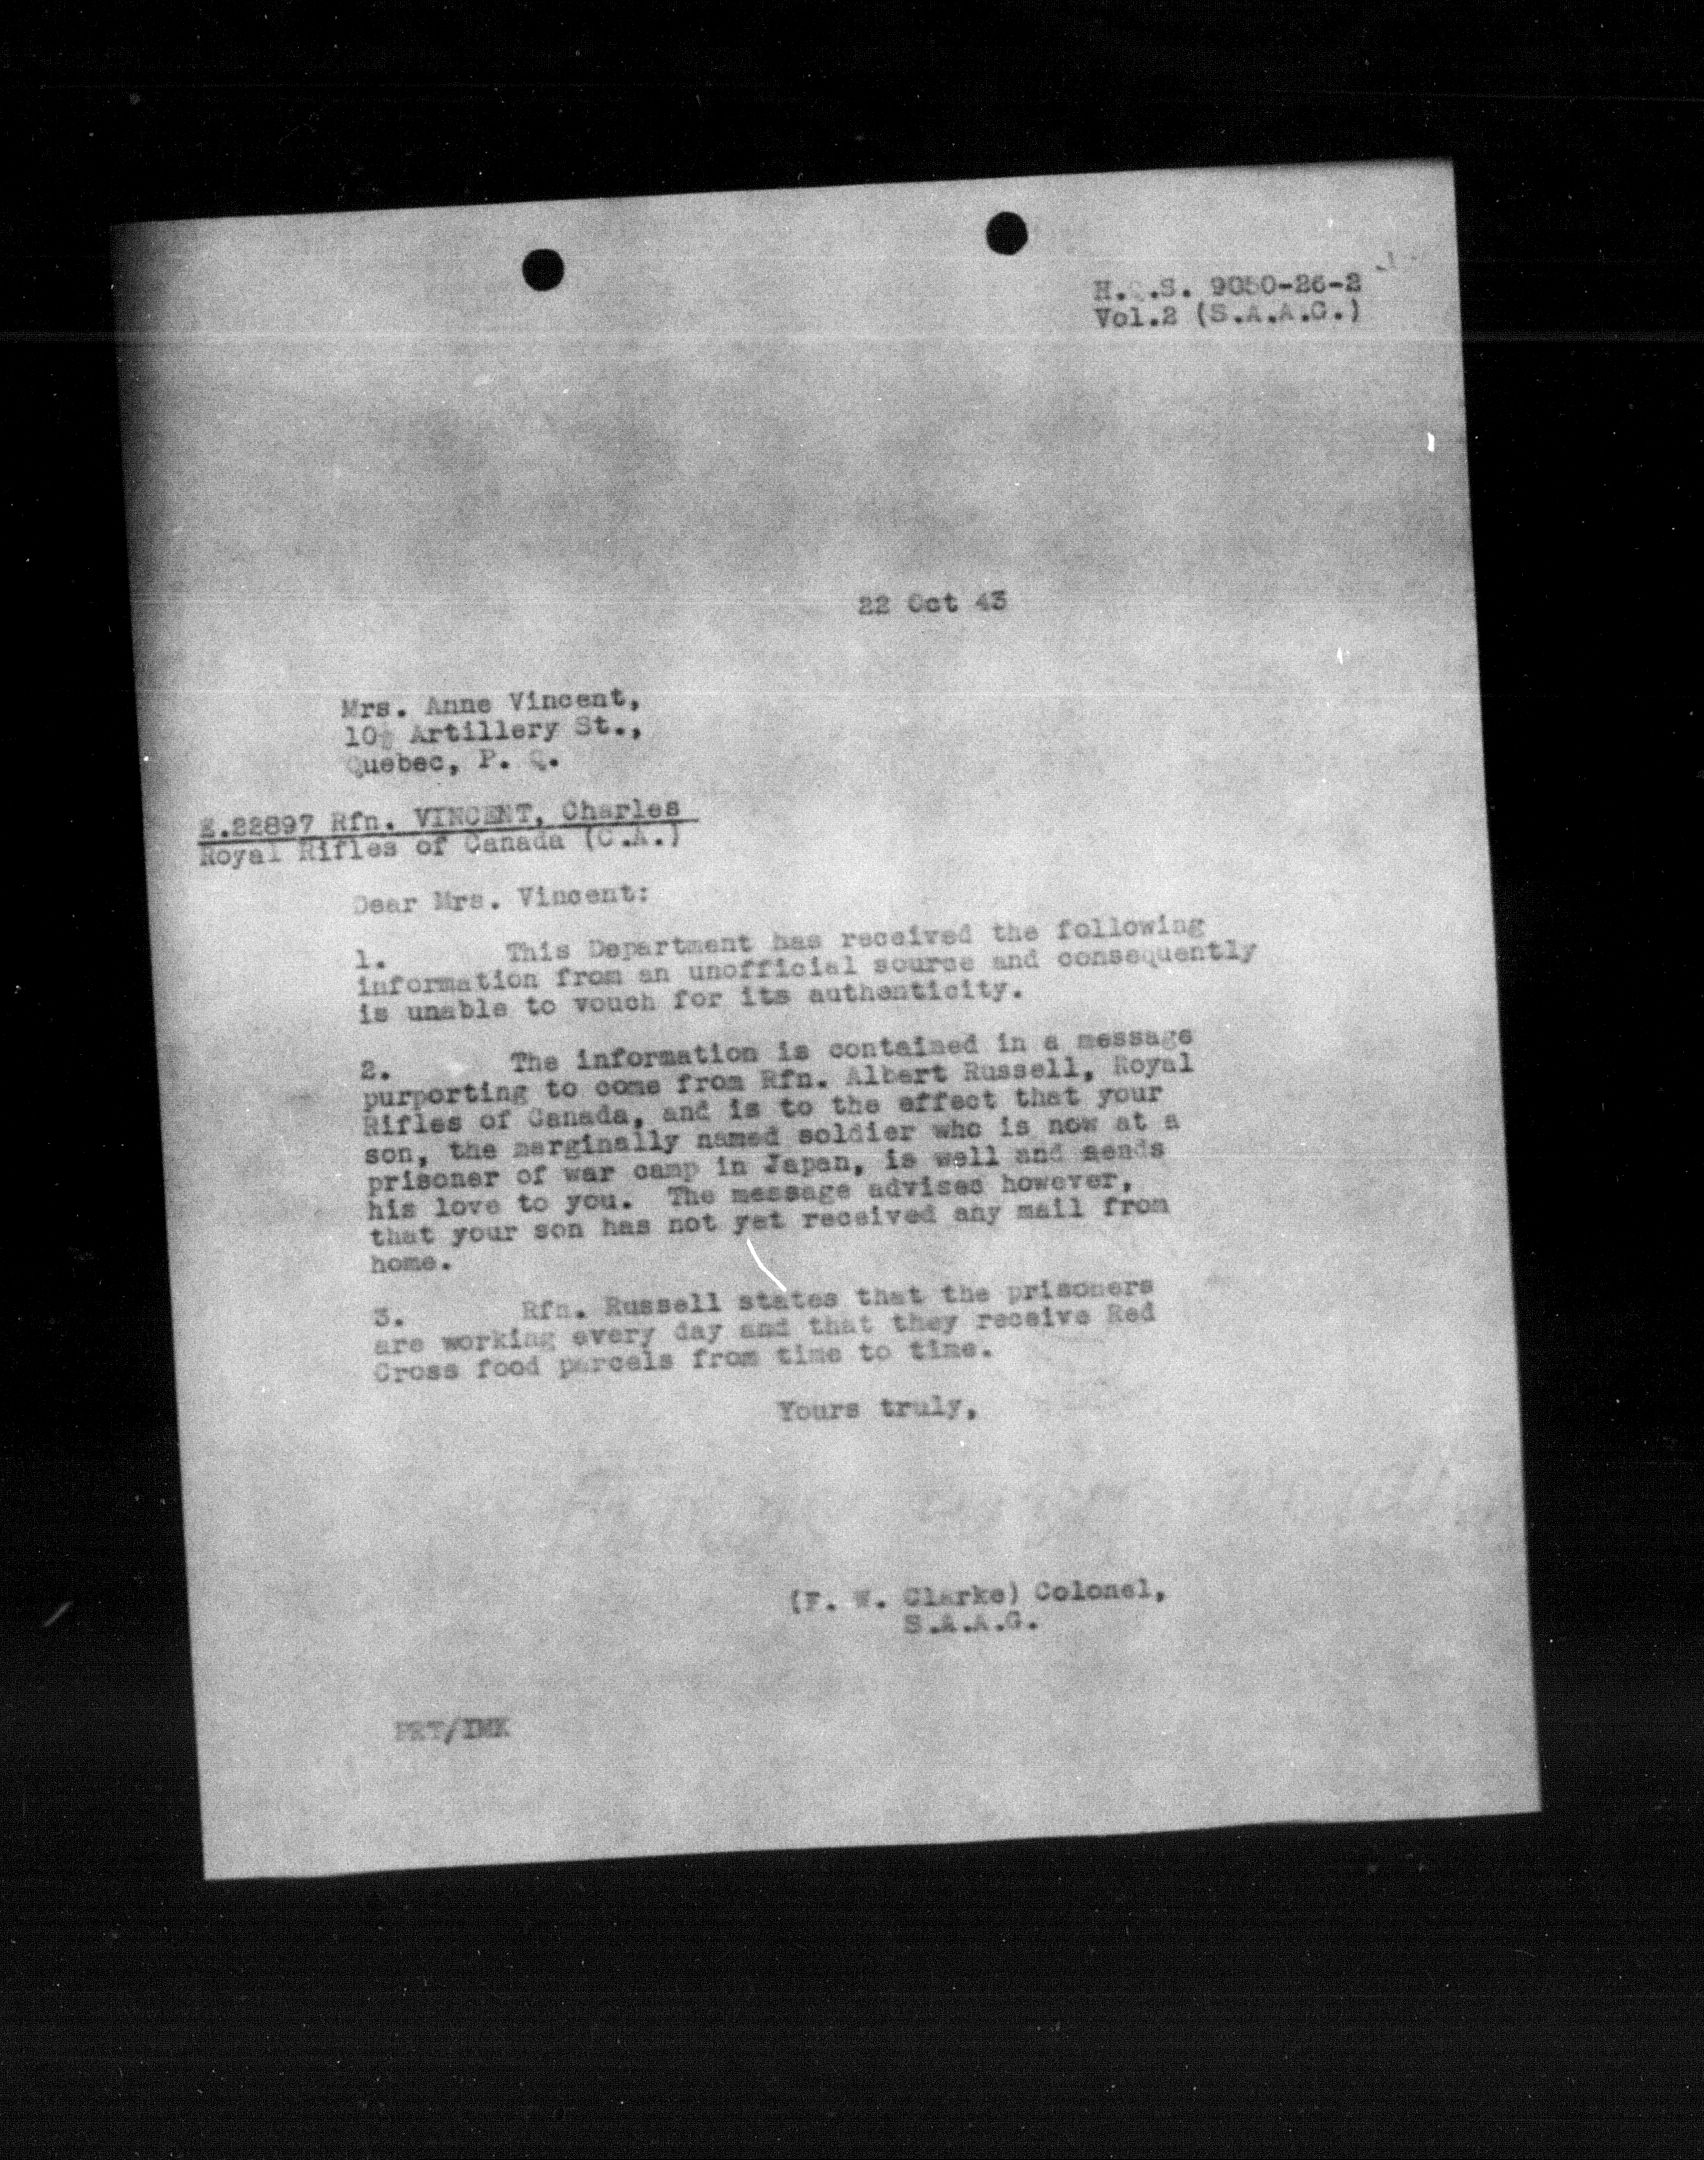 H.Q.S. 9050-26-2
Vol.2 (S.A.A.G.)
22 Oct 43
Mrs. Anne Vincent,
Artillery St.,
Quebec, P. Q.
E.22897 Rfn. VINCENT, Charles
Royal Rifles of Canada (C.A.)
Dear Mrs. Vincent:
1. This Department has received the following
information from an unofficial source and consequently
is unable to vouch for its authenticity.
2. The information is contained in a message
purporting to come from Rfn. Albert Russell, Royal
Rifles of Canada, and is to the effect that your
son, the marginally named soldier who is now at a
prisoner of war camp in Japan, is well and sends
his love to you. The message advises however,
that your son has not yet received any mail from
home.
3. Rfn. Russell states that the prisoners
are working every day and that they receive Red
Cross food parcels from time to time.
Yours truly,
(F. W. Clarke) Colonel,
S.A.A.G.